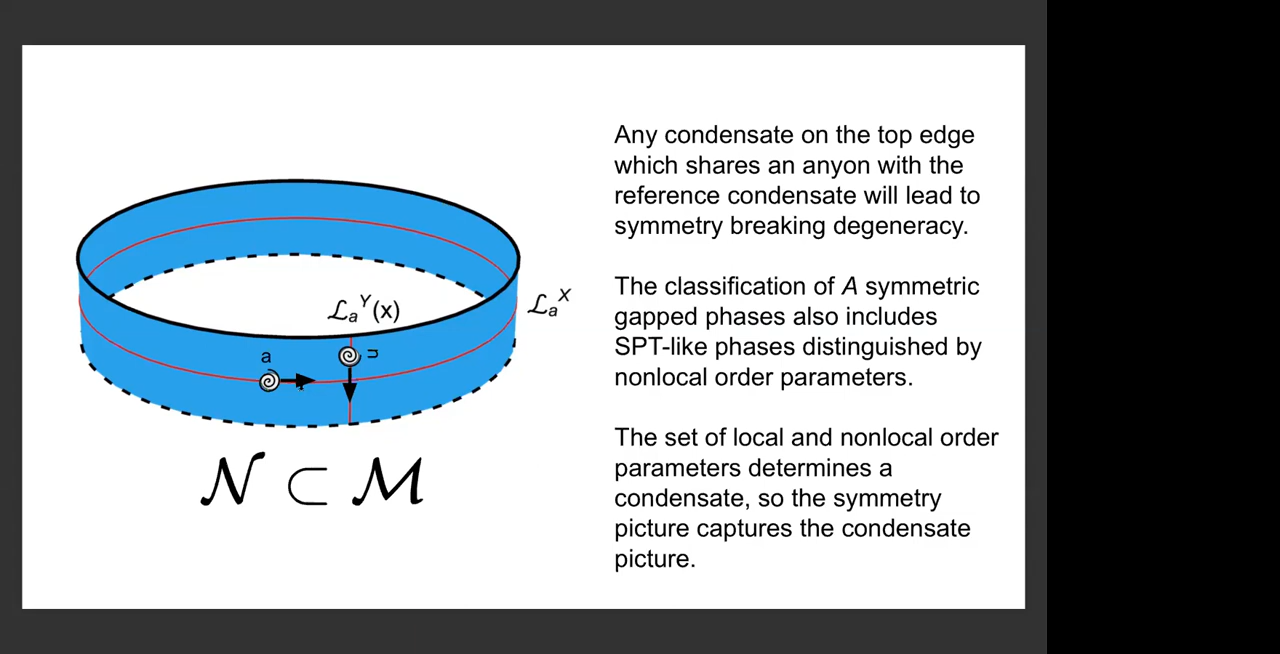 Any condensate on the top edge
which shares an anyon with the
reference condensate will lead to
symmetry breaking degeneracy.
The classification of A symmetric
gapped phases also includes
SPT-like phases distinguished by
nonlocal order parameters.
The set of local and nonlocal order
parameters determines a
condensate, so the symmetry
picture captures the condensate
picture.
ℒₐʸ(x)
ℒₐˣ
a
𝒩 ⊂ ℳ